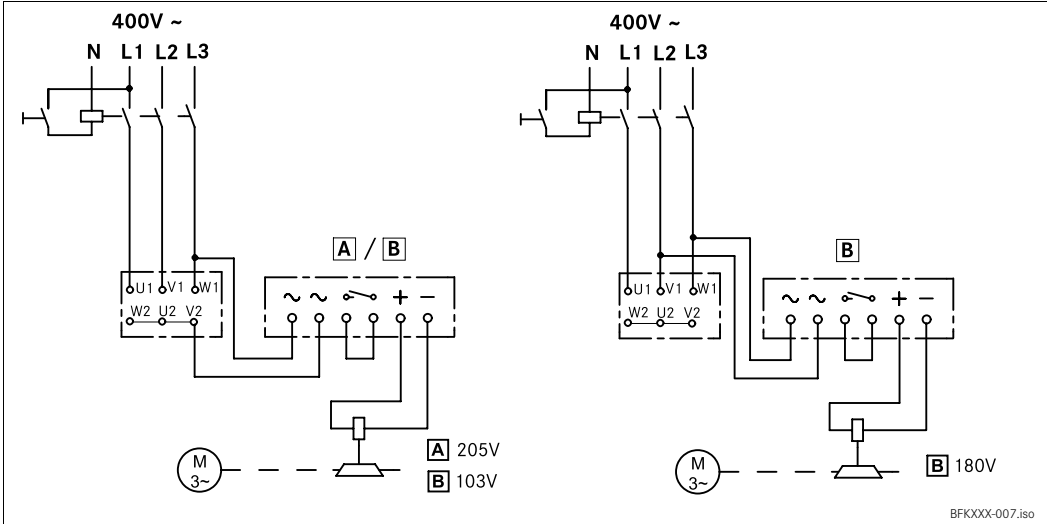 400V ~
N L1 L2 L3
A / B
U1 V1 W1
W2 U2 V2
~ ~ + −
M
3~
A 205V
B 103V
400V ~
N L1 L2 L3
B
U1 V1 W1
W2 U2 V2
~ ~ + −
M
3~
B 180V
BFKXXX-007.iso